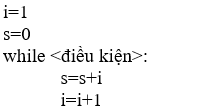 i=1
s=0
while <điều kiện>:
s=s+i
i=i+1